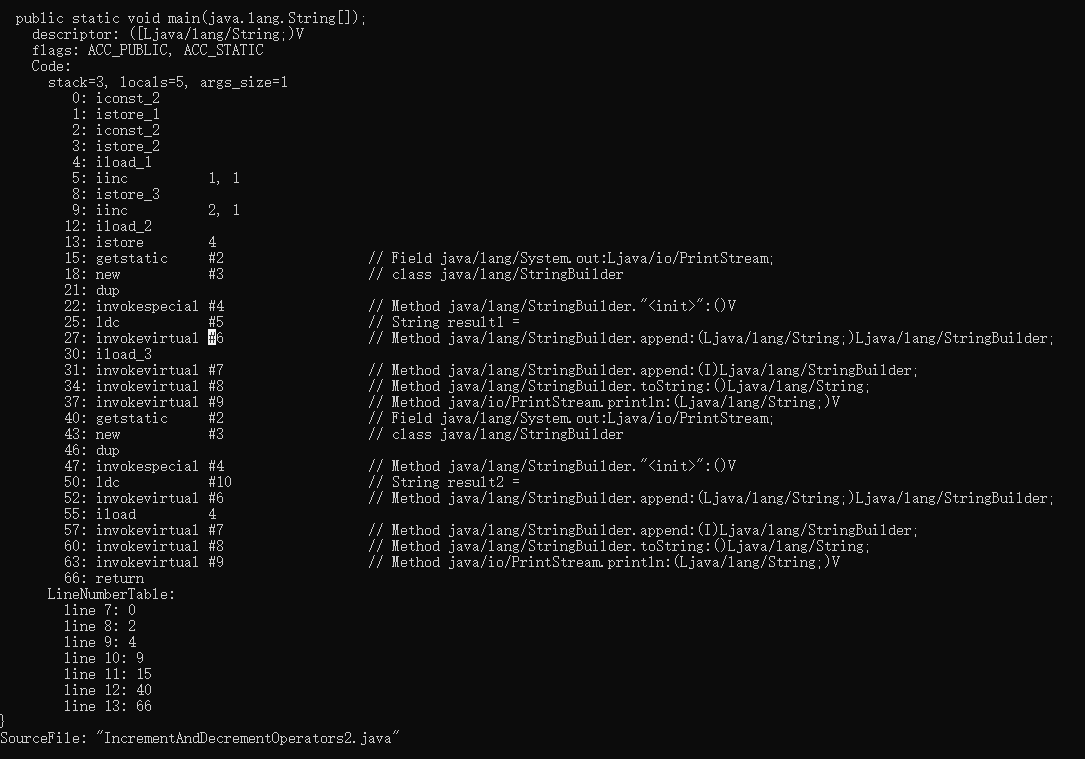 public static void main(java.lang.String[]);
descriptor: ([Ljava/lang/String;)V
flags: ACC_PUBLIC, ACC_STATIC
Code:
stack=3, locals=5, args_size=1
0: iconst_2
1: istore_1
2: iconst_2
3: istore_2
4: iload_1
5: iinc 1, 1
8: istore_3
9: iinc 2, 1
12: iload_2
13: istore 4
15: getstatic #2 // Field java/lang/System.out:Ljava/io/PrintStream;
18: new #3 // class java/lang/StringBuilder
21: dup
22: invokespecial #4 // Method java/lang/StringBuilder."<init>":()V
25: ldc #5 // String result1 =
27: invokevirtual #6 // Method java/lang/StringBuilder.append:(Ljava/lang/String;)Ljava/lang/StringBuilder;
30: iload_3
31: invokevirtual #7 // Method java/lang/StringBuilder.append:(I)Ljava/lang/StringBuilder;
34: invokevirtual #8 // Method java/lang/StringBuilder.toString:()Ljava/lang/String;
37: invokevirtual #9 // Method java/io/PrintStream.println:(Ljava/lang/String;)V
40: getstatic #2 // Field java/lang/System.out:Ljava/io/PrintStream;
43: new #3 // class java/lang/StringBuilder
46: dup
47: invokespecial #4 // Method java/lang/StringBuilder."<init>":()V
50: ldc #10 // String result2 =
52: invokevirtual #6 // Method java/lang/StringBuilder.append:(Ljava/lang/String;)Ljava/lang/StringBuilder;
55: iload 4
57: invokevirtual #7 // Method java/lang/StringBuilder.append:(I)Ljava/lang/StringBuilder;
60: invokevirtual #8 // Method java/lang/StringBuilder.toString:()Ljava/lang/String;
63: invokevirtual #9 // Method java/io/PrintStream.println:(Ljava/lang/String;)V
66: return
LineNumberTable:
line 7: 0
line 8: 2
line 9: 4
line 10: 9
line 11: 15
line 12: 40
line 13: 66
}
SourceFile: "IncrementAndDecrementOperators2.java"